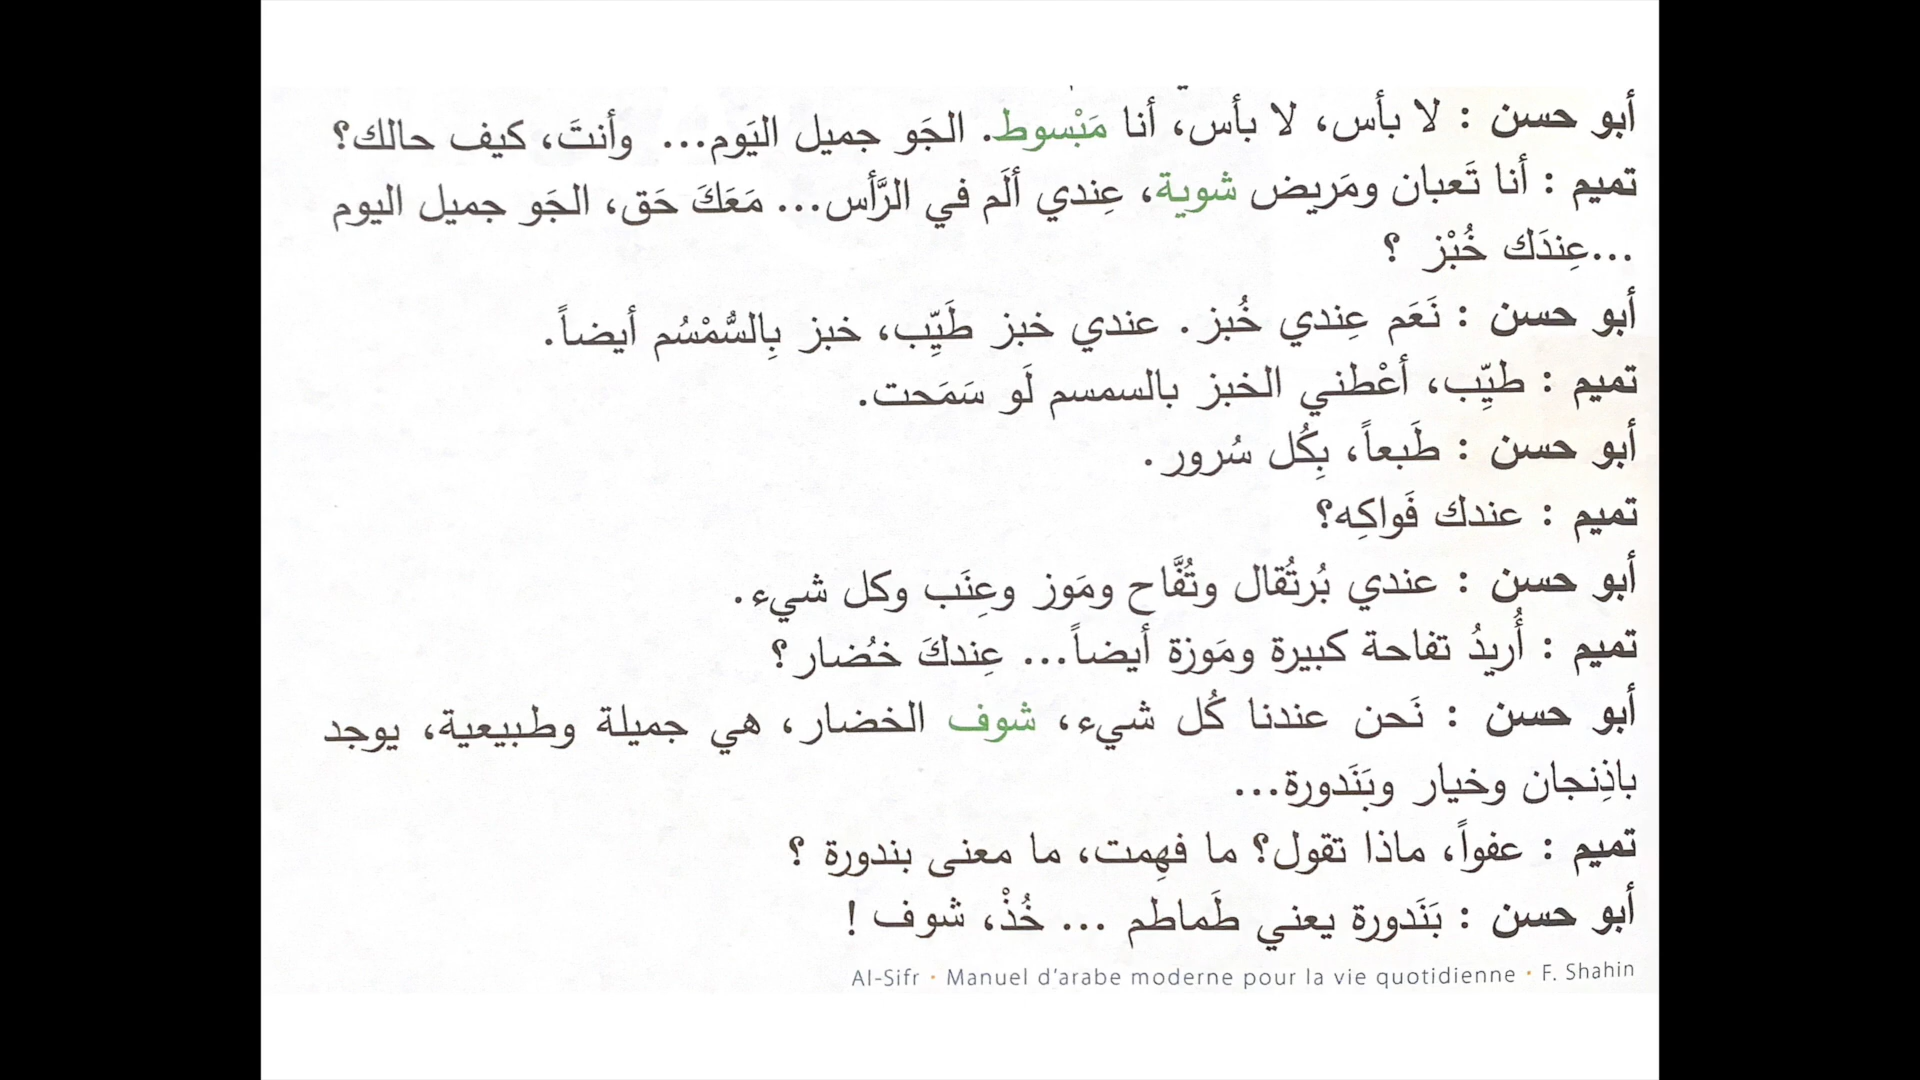 أبو حسن : لا بأس، لا بأس، أنا مَبْسوط. الجَو جميل اليَوم... وأنتَ، كيف حالك؟
تميم : أنا تَعبان ومَريض شوية، عِندي ألَم في الرَّأس... مَعَكَ حَق، الجَو جميل اليوم
...عِندَك خُبْز ؟
أبو حسن : نَعَم عِندي خُبز . عندي خبز طَيِّب، خبز بِالسُّمْسُم أيضاً.
تميم : طيِّب، أعْطني الخبز بالسمسم لَو سَمَحت.
أبو حسن : طَبعاً، بِكُل سُرور .
تميم : عندك فَواكِه؟
أبو حسن : عندي بُرتُقال وتُفَّاح ومَوز وعِنَب وكل شيء.
تميم : أُريدُ تفاحة كبيرة ومَوزة أيضاً... عِندكَ خُضار ؟
أبو حسن : نَحن عندنا كُل شيء، شوف الخضار، هي جميلة وطبيعية، يوجد
باذِنجان وخيار وبَنَدورة...
تميم : عفواً، ماذا تقول؟ ما فهِمت، ما معنى بندورة ؟
أبو حسن : بَنَدورة يعني طَماطم ... خُذْ، شوف !
Al-Sifr • Manuel d'arabe moderne pour la vie quotidienne • F. Shahin